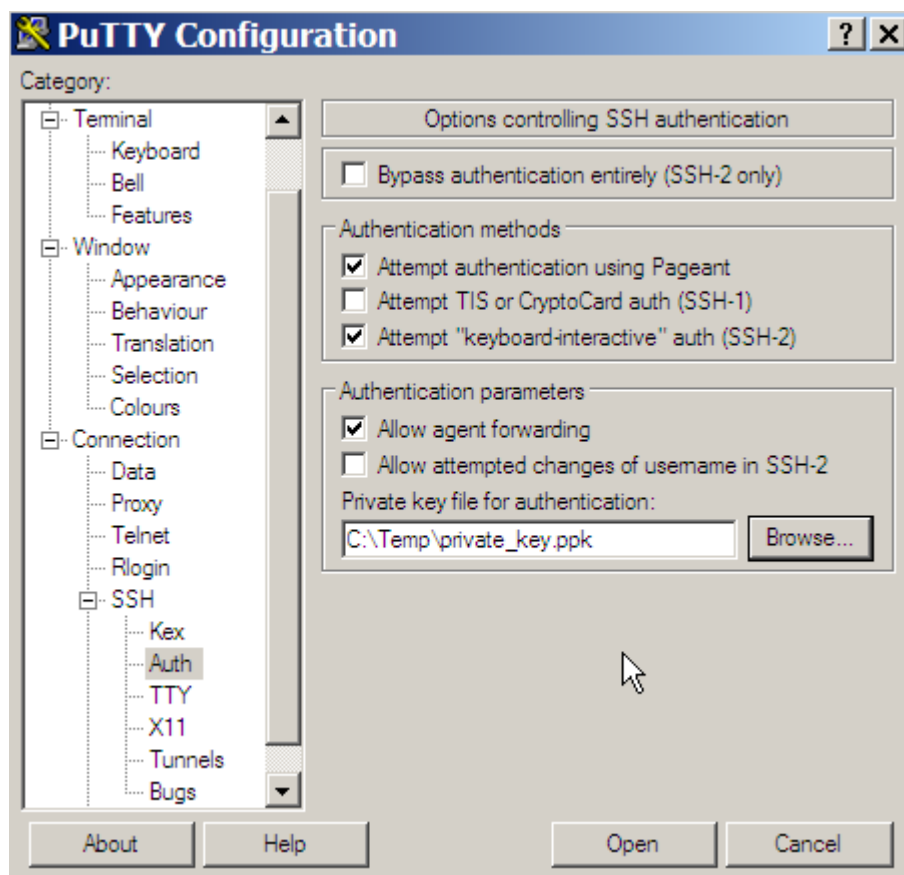 PuTTY Configuration
?
Category:
Terminal
Keyboard
Bell
Features
Window
Appearance
Behaviour
Translation
Selection
Colours
Connection
Data
Proxy
Telnet
Rlogin
SSH
Kex
Auth
TTY
X11
Tunnels
Bugs
Options controlling SSH authentication
Bypass authentication entirely (SSH-2 only)
Authentication methods
Attempt authentication using Pageant
Attempt TIS or CryptoCard auth (SSH-1)
Attempt "keyboard-interactive" auth (SSH-2)
Authentication parameters
Allow agent forwarding
Allow attempted changes of username in SSH-2
Private key file for authentication:
C:\Temp\private_key.ppk
Browse...
About
Help
Open
Cancel